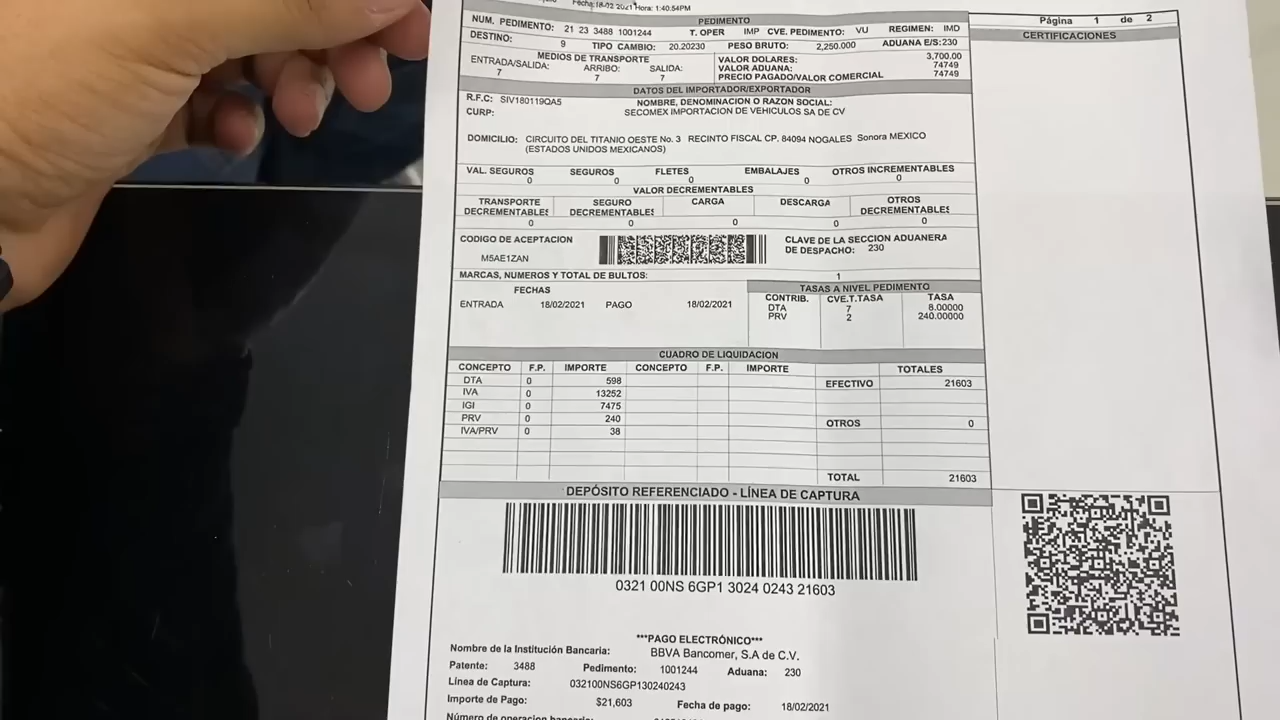 Fecha:18-02 2021 Hora: 1:40:54PM
PEDIMENTO
Página 1 de 2
NUM. PEDIMENTO: 21 23 3488 1001244 T. OPER IMP CVE. PEDIMENTO: VU REGIMEN: IMD
CERTIFICACIONES
DESTINO: 9 TIPO CAMBIO: 20.20230 PESO BRUTO: 2,250.000 ADUANA E/S:230
MEDIOS DE TRANSPORTE
ENTRADA/SALIDA: ARRIBO: SALIDA:
7 7 7
VALOR DOLARES: 3,700.00
VALOR ADUANA: 74749
PRECIO PAGADO/VALOR COMERCIAL 74749
DATOS DEL IMPORTADOR/EXPORTADOR
R.F.C: SIV180119QA5 NOMBRE, DENOMINACION O RAZON SOCIAL:
CURP: SECOMEX IMPORTACION DE VEHICULOS SA DE CV
DOMICILIO: CIRCUITO DEL TITANIO OESTE No. 3 RECINTO FISCAL CP. 84094 NOGALES Sonora MEXICO
(ESTADOS UNIDOS MEXICANOS)
VAL. SEGUROS SEGUROS FLETES EMBALAJES OTROS INCREMENTABLES
0 0 0 0 0
VALOR DECREMENTABLES
TRANSPORTE SEGURO CARGA DESCARGA OTROS
DECREMENTABLES DECREMENTABLES DECREMENTABLES
0 0 0 0 0
CODIGO DE ACEPTACION CLAVE DE LA SECCION ADUANERA
M5AE1ZAN DE DESPACHO: 230
MARCAS, NUMEROS Y TOTAL DE BULTOS: 1
FECHAS
ENTRADA 18/02/2021 PAGO 18/02/2021
TASAS A NIVEL PEDIMENTO
CONTRIB. CVE.T.TASA TASA
DTA 7 8.00000
PRV 2 240.00000
CUADRO DE LIQUIDACION
CONCEPTO F.P. IMPORTE CONCEPTO F.P. IMPORTE TOTALES
DTA 0 598 EFECTIVO 21603
IVA 0 13252
IGI 0 7475
PRV 0 240 OTROS 0
IVA/PRV 0 38
TOTAL 21603
DEPÓSITO REFERENCIADO - LÍNEA DE CAPTURA
0321 00NS 6GP1 3024 0243 21603
***PAGO ELECTRÓNICO***
Nombre de la Institución Bancaria: BBVA Bancomer, S.A de C.V.
Patente: 3488 Pedimento: 1001244 Aduana: 230
Línea de Captura: 032100NS6GP130240243
Importe de Pago: $21,603 Fecha de pago: 18/02/2021
Número de operacion bancaria: